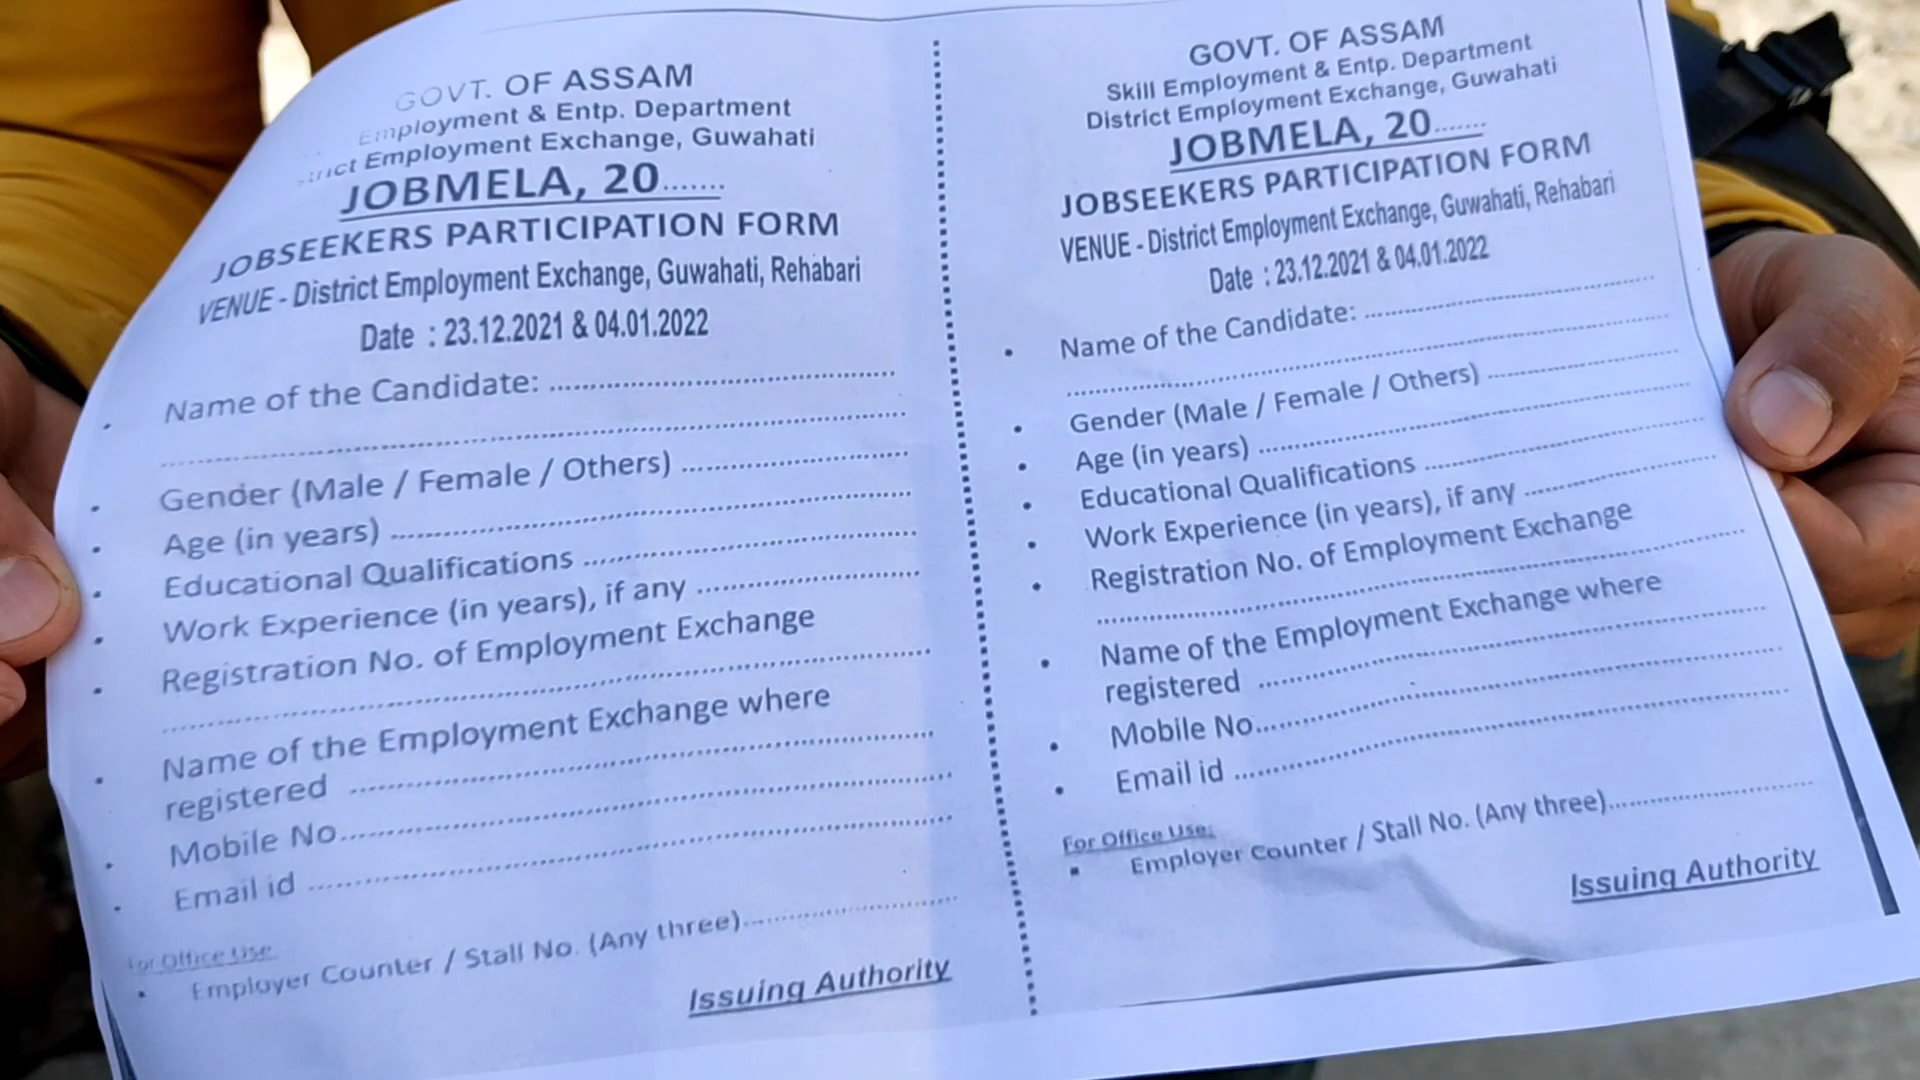 GOVT. OF ASSAM
Employment & Entp. Department
District Employment Exchange, Guwahati
JOBMELA, 20.......
JOBSEEKERS PARTICIPATION FORM
VENUE - District Employment Exchange, Guwahati, Rehabari
Date : 23.12.2021 & 04.01.2022
• Name of the Candidate: ..............................
..............................
• Gender (Male / Female / Others) ..............................
• Age (in years) ..............................
• Educational Qualifications ..............................
• Work Experience (in years), if any ..............................
• Registration No. of Employment Exchange
..............................
• Name of the Employment Exchange where
registered ..............................
• Mobile No..............................
• Email id ..............................
For Office Use:
• Employer Counter / Stall No. (Any three)..............................
Issuing Authority
GOVT. OF ASSAM
Skill Employment & Entp. Department
District Employment Exchange, Guwahati
JOBMELA, 20.......
JOBSEEKERS PARTICIPATION FORM
VENUE - District Employment Exchange, Guwahati, Rehabari
Date : 23.12.2021 & 04.01.2022
• Name of the Candidate: ..............................
..............................
• Gender (Male / Female / Others) ..............................
• Age (in years) ..............................
• Educational Qualifications ..............................
• Work Experience (in years), if any ..............................
• Registration No. of Employment Exchange
..............................
• Name of the Employment Exchange where
registered ..............................
• Mobile No..............................
• Email id ..............................
For Office Use:
▪ Employer Counter / Stall No. (Any three)..............................
Issuing Authority